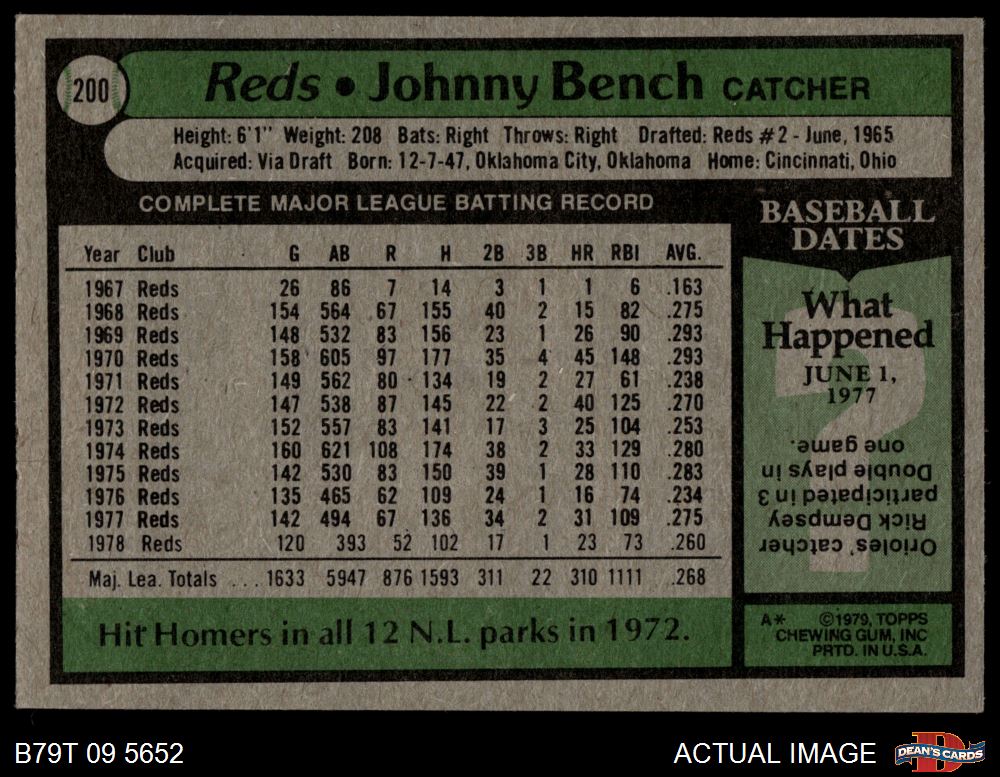 200
Reds • Johnny Bench CATCHER
Height: 6'1" Weight: 208 Bats: Right Throws: Right Drafted: Reds #2 - June, 1965
Acquired: Via Draft Born: 12-7-47, Oklahoma City, Oklahoma Home: Cincinnati, Ohio
COMPLETE MAJOR LEAGUE BATTING RECORD
Year Club G AB R H 2B 3B HR RBI AVG.
1967 Reds 26 86 7 14 3 1 1 6 .163
1968 Reds 154 564 67 155 40 2 15 82 .275
1969 Reds 148 532 83 156 23 1 26 90 .293
1970 Reds 158 605 97 177 35 4 45 148 .293
1971 Reds 149 562 80 134 19 2 27 61 .238
1972 Reds 147 538 87 145 22 2 40 125 .270
1973 Reds 152 557 83 141 17 3 25 104 .253
1974 Reds 160 621 108 174 38 2 33 129 .280
1975 Reds 142 530 83 150 39 1 28 110 .283
1976 Reds 135 465 62 109 24 1 16 74 .234
1977 Reds 142 494 67 136 34 2 31 109 .275
1978 Reds 120 393 52 102 17 1 23 73 .260
Maj. Lea. Totals ... 1633 5947 876 1593 311 22 310 1111 .268
Hit Homers in all 12 N.L. parks in 1972.
BASEBALL
DATES
What
Happened
JUNE 1,
1977
Orioles' catcher
Rick Dempsey
participated in 3
Double plays in
one game.
A* ©1979, TOPPS
CHEWING GUM, INC
PRTD. IN U.S.A.
B79T 09 5652
ACTUAL IMAGE
D
DEAN'S CARDS